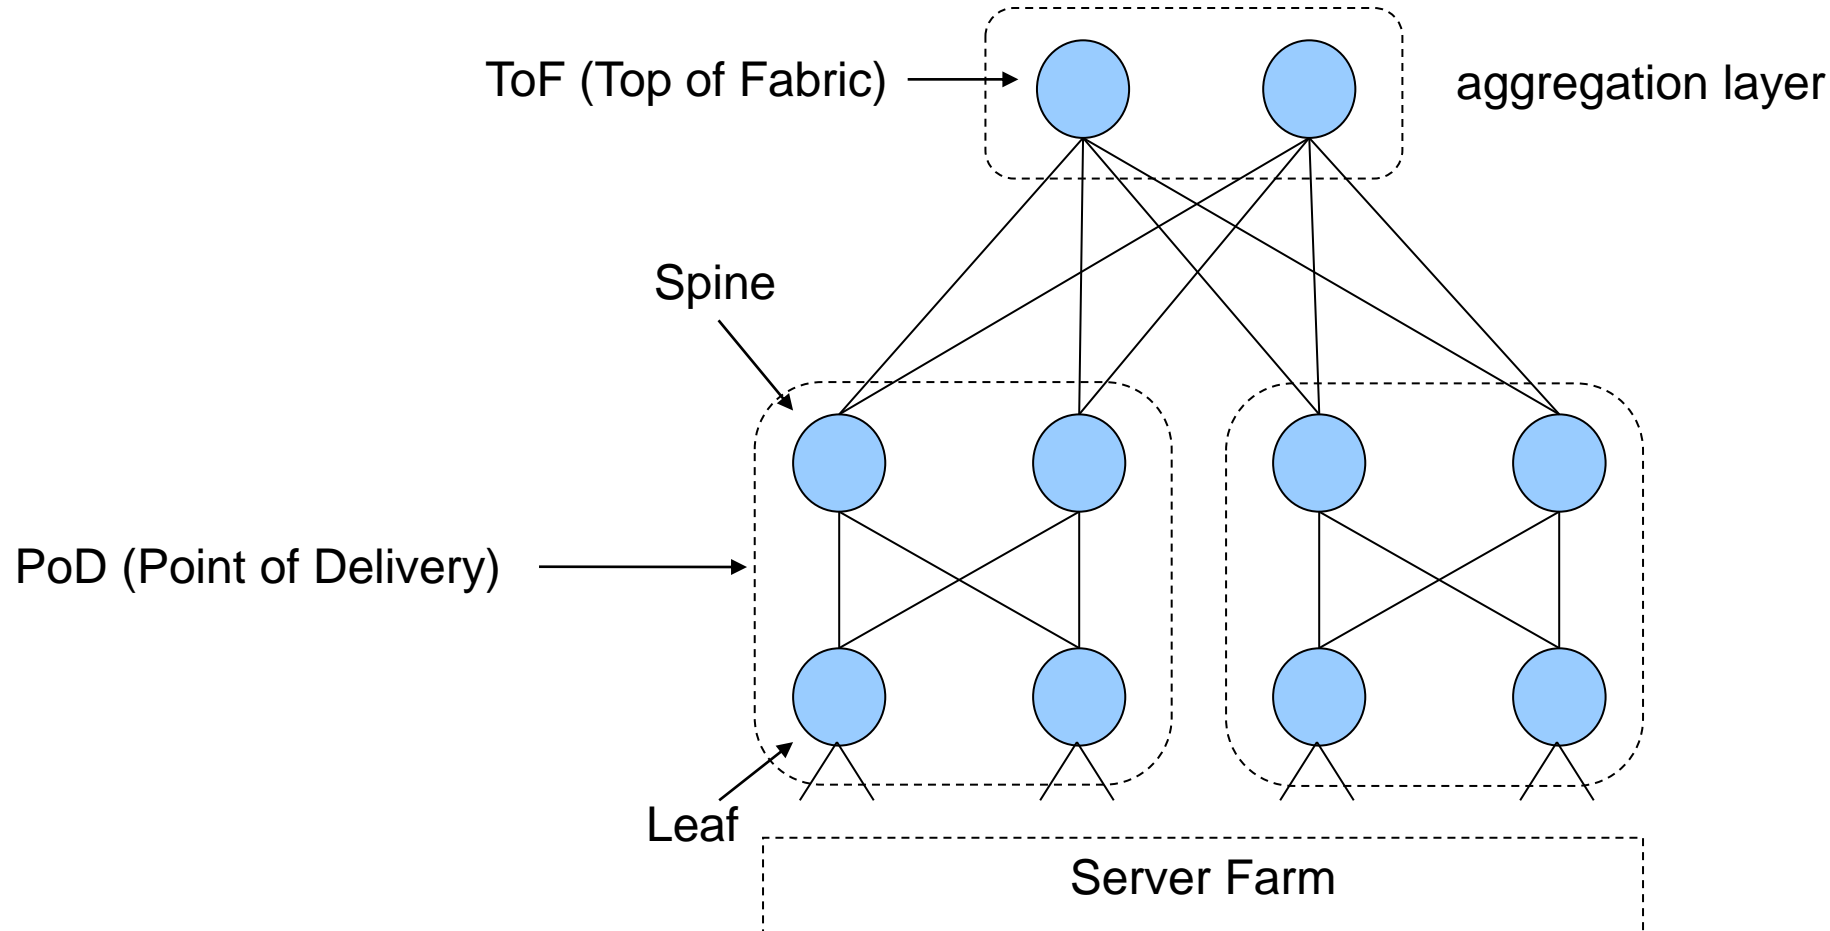 ToF (Top of Fabric)
aggregation layer
Spine
PoD (Point of Delivery)
Leaf
Server Farm